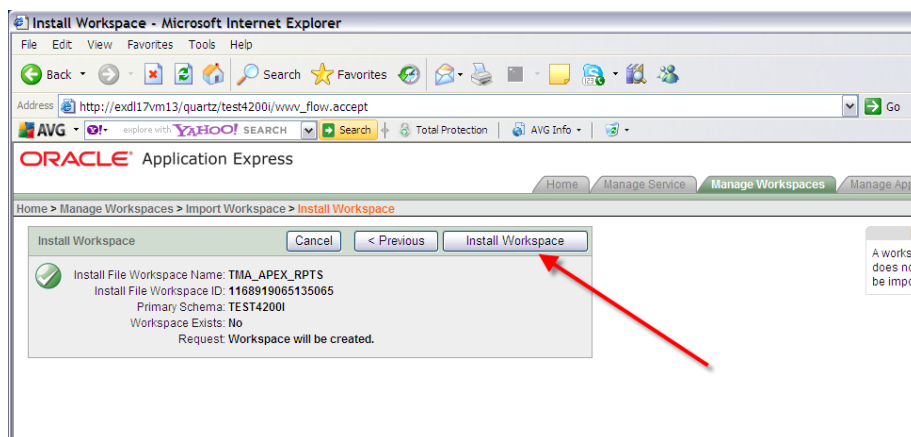 Install Workspace - Microsoft Internet Explorer
File Edit View Favorites Tools Help
Back Search Favorites
Address http://exdl17vm13/quartz/test4200i/wwv_flow.accept Go
AVG explore with YAHOO! SEARCH Search Total Protection AVG Info
ORACLE Application Express
Home Manage Service Manage Workspaces Manage App
Home > Manage Workspaces > Import Workspace > Install Workspace
Install Workspace Cancel < Previous Install Workspace
Install File Workspace Name: TMA_APEX_RPTS
Install File Workspace ID: 1168919065135065
Primary Schema: TEST4200I
Workspace Exists: No
Request: Workspace will be created.
A works
does no
be impo